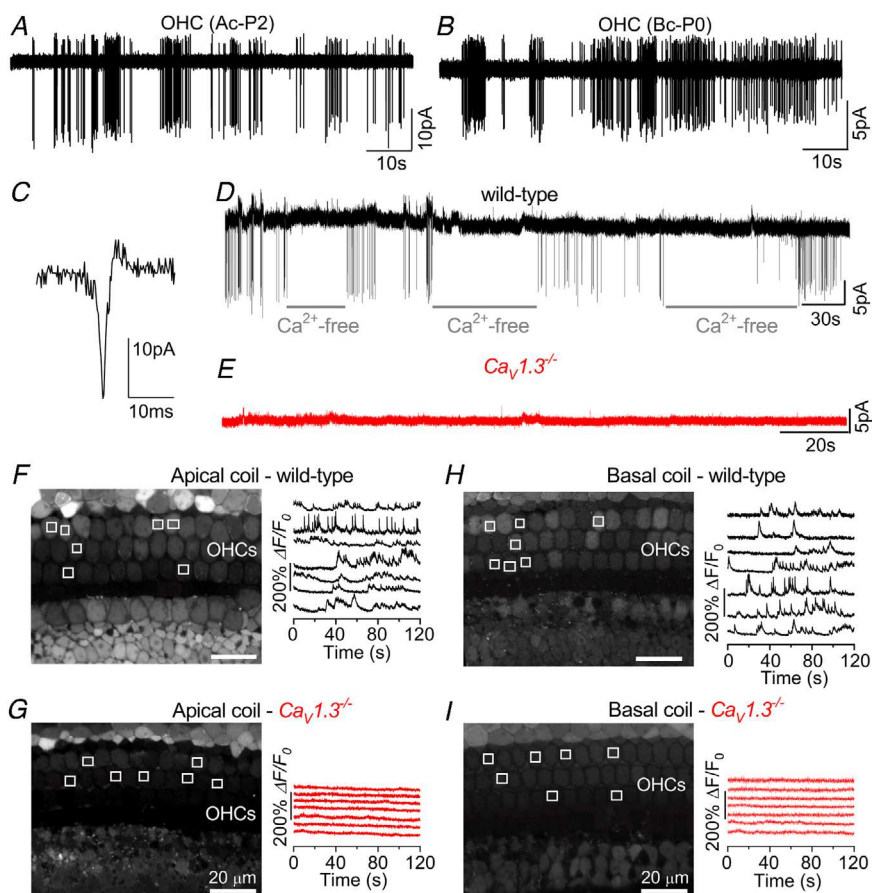 A
OHC (Ac-P2)
10pA
10s
B
OHC (Bc-P0)
5pA
10s
C
10pA
10ms
D
wild-type
Ca²⁺-free
Ca²⁺-free
Ca²⁺-free
5pA
30s
E
CaV1.3-/-
5pA
20s
F
Apical coil - wild-type
OHCs
200% ΔF/F0
0 40 80 120
Time (s)
H
Basal coil - wild-type
OHCs
200% ΔF/F0
0 40 80 120
Time (s)
G
Apical coil - CaV1.3-/-
OHCs
20 μm
200% ΔF/F0
0 40 80 120
Time (s)
I
Basal coil - CaV1.3-/-
OHCs
20 μm
200% ΔF/F0
0 40 80 120
Time (s)